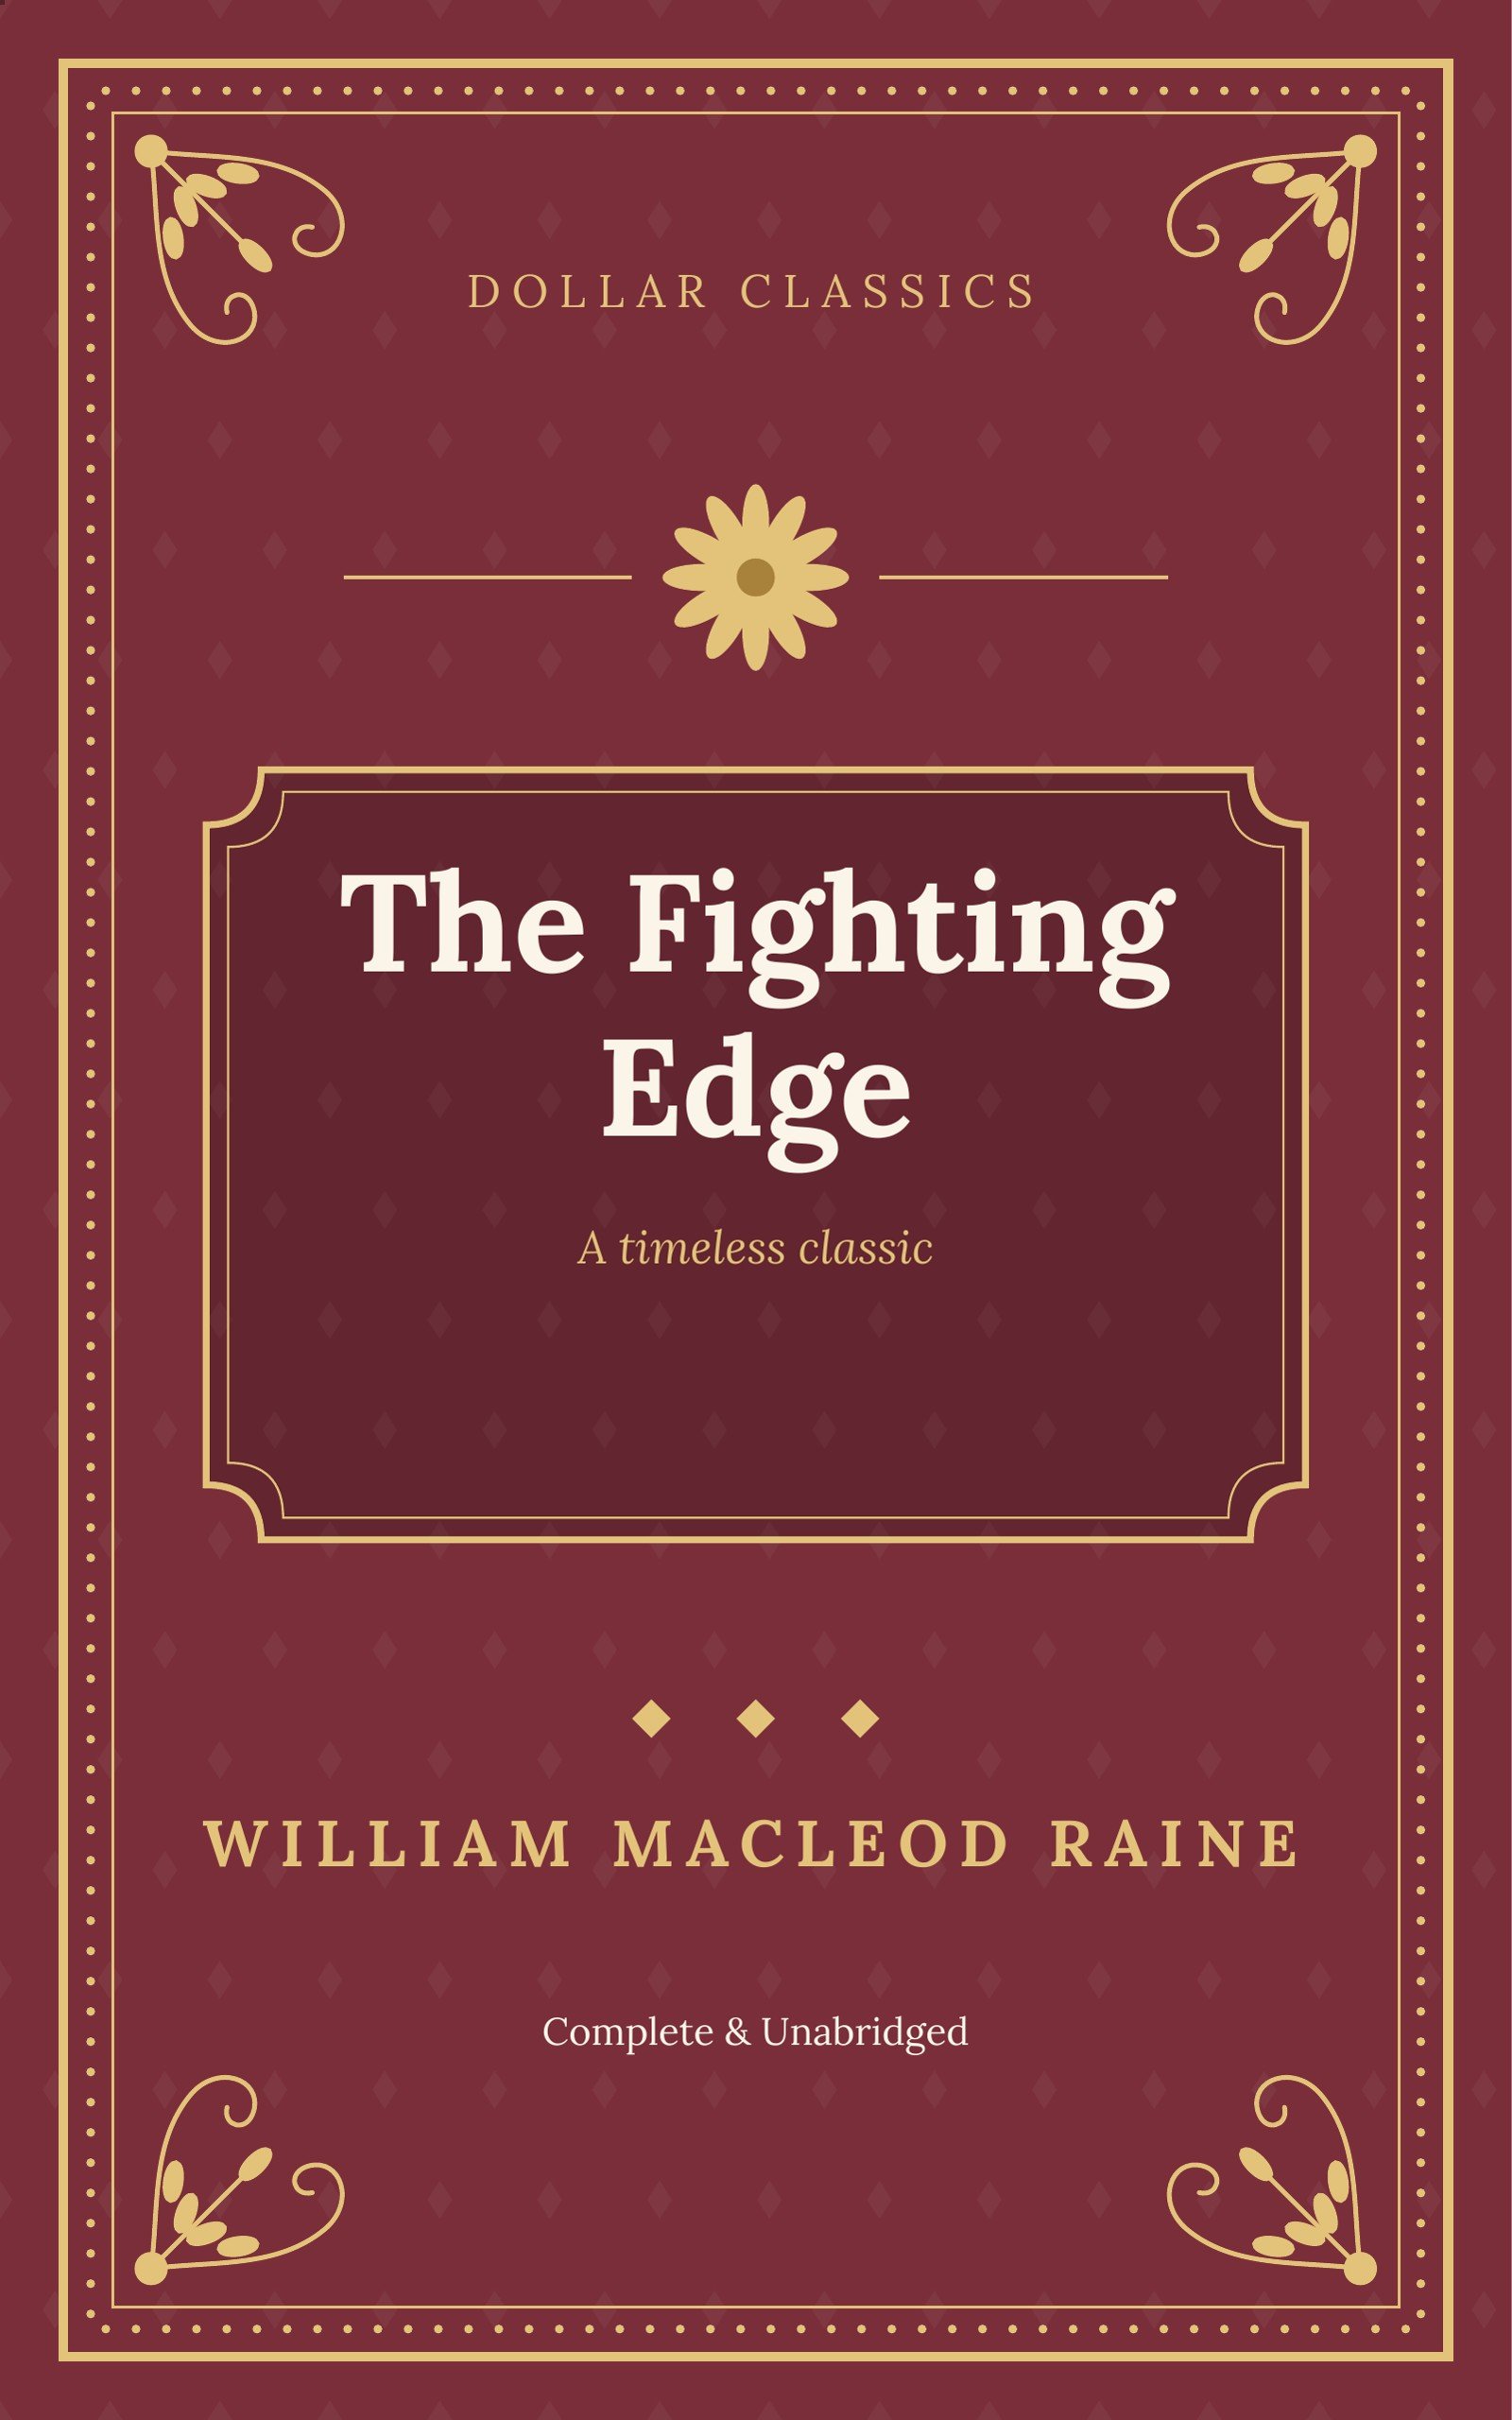 DOLLAR CLASSICS
The Fighting
Edge
A timeless classic
WILLIAM MACLEOD RAINE
Complete & Unabridged